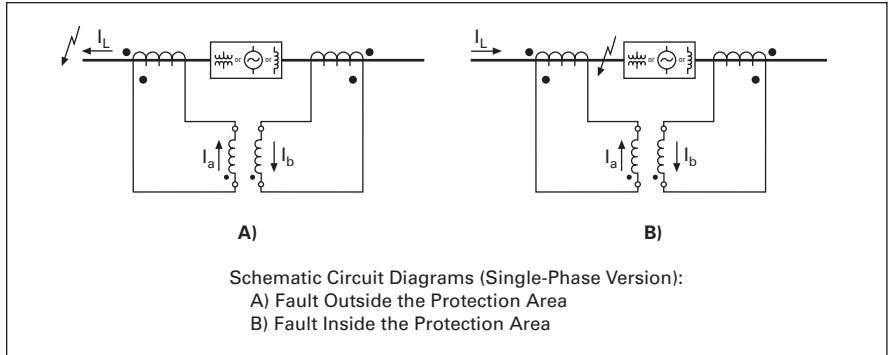 I_L
or or
I_a I_b
A)
I_L
or or
I_a I_b
B)
Schematic Circuit Diagrams (Single-Phase Version):
A) Fault Outside the Protection Area
B) Fault Inside the Protection Area